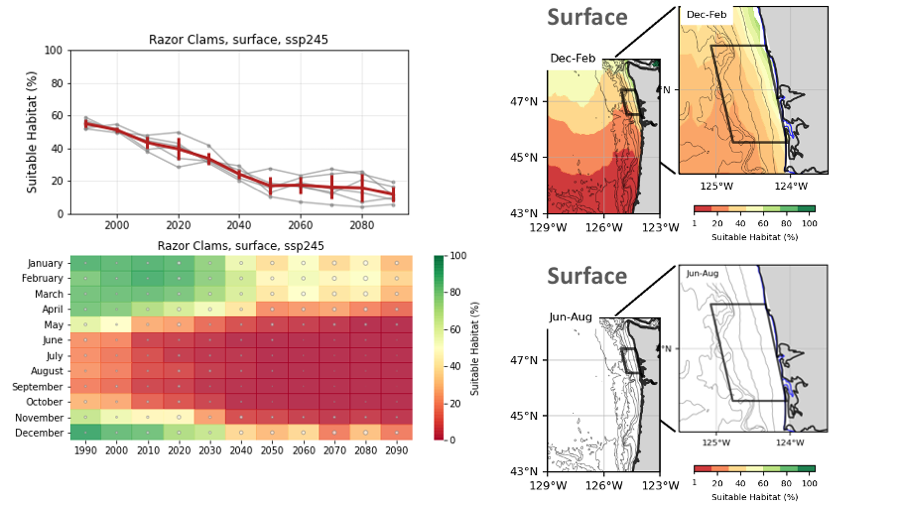 Razor Clams, surface, ssp245
100
80
60
40
20
0
Suitable Habitat (%)
2000 2020 2040 2060 2080
Razor Clams, surface, ssp245
January
February
March
April
May
June
July
August
September
October
November
December
1990 2000 2010 2020 2030 2040 2050 2060 2070 2080 2090
100
80
60
40
20
0
Suitable Habitat (%)
Surface
Dec-Feb
47°N
45°N
43°N
129°W 126°W 123°W
Dec-Feb
N
125°W 124°W
1 20 40 60 80 100
Suitable Habitat (%)
Surface
Jun-Aug
47°N
45°N
43°N
129°W 126°W 123°W
Jun-Aug
°N
125°W 124°W
1 20 40 60 80 100
Suitable Habitat (%)